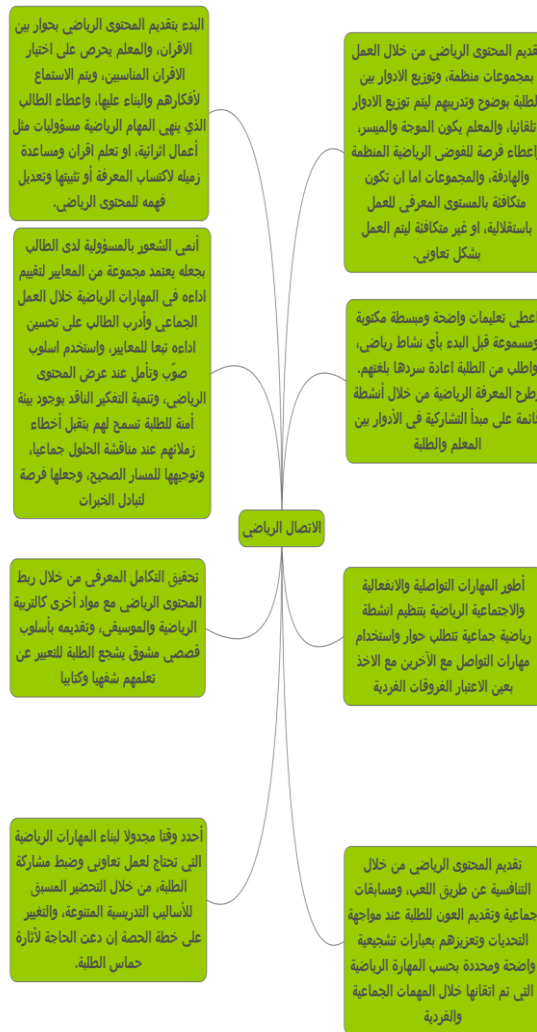 تقديم المحتوى الرياضي من خلال العمل
بمجموعات منظمة، وتوزيع الادوار بين
الطلبة بوضوح وتدريبهم ليتم توزيع الادوار
تلقائيا، والمعلم يكون الموجة والميسر،
واعطاء فرصة للفوضى الرياضية المنظمة
والهادفة، والمجموعات اما ان تكون
متكافئة بالمستوى المعرفي للعمل
باستقلالية، او غير متكافئة ليتم العمل
بشكل تعاوني.
اعطي تعليمات واضحة ومبسطة مكتوبة
ومسموعة قبل البدء بأي نشاط رياضي،
واطلب من الطلبة اعادة سردها بلغتهم.
وطرح المعرفة الرياضية من خلال أنشطة
قائمة على مبدأ التشاركية في الأدوار بين
المعلم والطلبة
أطور المهارات التواصلية والانفعالية
والاجتماعية الرياضية بتنظيم انشطة
رياضية جماعية تتطلب حوار واستخدام
مهارات التواصل مع الآخرين مع الاخذ
بعين الاعتبار الفروقات الفردية
تقديم المحتوى الرياضي من خلال
التنافسية عن طريق اللعب، ومسابقات
جماعية وتقديم العون للطلبة عند مواجهة
التحديات وتعزيزهم بعبارات تشجيعية
واضحة ومحددة بحسب المهارة الرياضية
التي تم اتقانها خلال المهمات الجماعية
والفردية
الاتصال الرياضي
البدء بتقديم المحتوى الرياضي بحوار بين
الاقران، والمعلم يحرص على اختيار
الاقران المناسبين، ويتم الاستماع
لأفكارهم والبناء عليها، واعطاء الطالب
الذي ينهي المهام الرياضية مسؤوليات مثل
أعمال اثرائية، او تعلم اقران ومساعدة
زميله لاكتساب المعرفة أو تثبيتها وتعديل
فهمه للمحتوى الرياضي.
أنمي الشعور بالمسؤولية لدى الطالب
بجعله يعتمد مجموعة من المعايير لتقييم
اداءه في المهارات الرياضية خلال العمل
الجماعي وأدرب الطالب على تحسين
اداءه تبعا للمعايير، واستخدم اسلوب
صوّب وتأمل عند عرض المحتوى
الرياضي، وتنمية التفكير الناقد بوجود بيئة
أمنة للطلبة تسمح لهم بتقبل أخطاء
زملائهم عند مناقشة الحلول جماعيا،
وتوجيهها للمسار الصحيح، وجعلها فرصة
لتبادل الخبرات
تحقيق التكامل المعرفي من خلال ربط
المحتوى الرياضي مع مواد أخرى كالتربية
الرياضية والموسيقى، وتقديمه بأسلوب
قصصي مشوق يشجع الطلبة للتعبير عن
تعلمهم شفهيا وكتابيا
أحدد وقتا مجدولا لبناء المهارات الرياضية
التي تحتاج لعمل تعاوني وضبط مشاركة
الطلبة، من خلال التحضير المسبق
للأساليب التدريسية المتنوعة، والتغيير
على خطة الحصة إن دعت الحاجة لأثارة
حماس الطلبة.